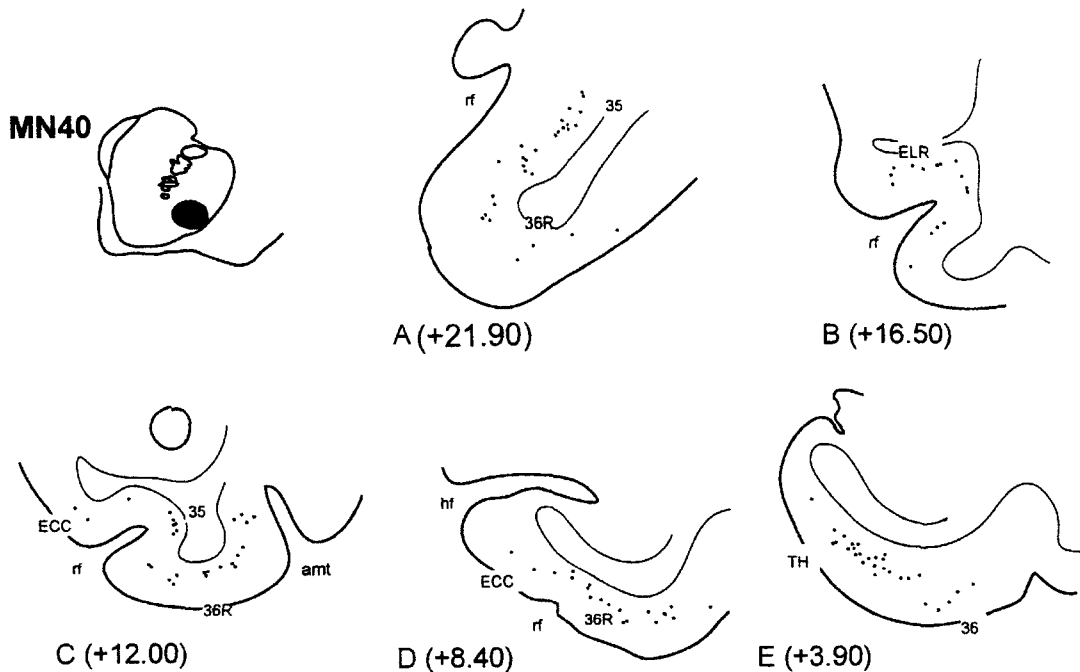 MN40
rf
35
36R
A (+21.90)
ELR
rf
B (+16.50)
ECC
35
rf
36R
amt
C (+12.00)
hf
ECC
36R
rf
D (+8.40)
TH
36
E (+3.90)